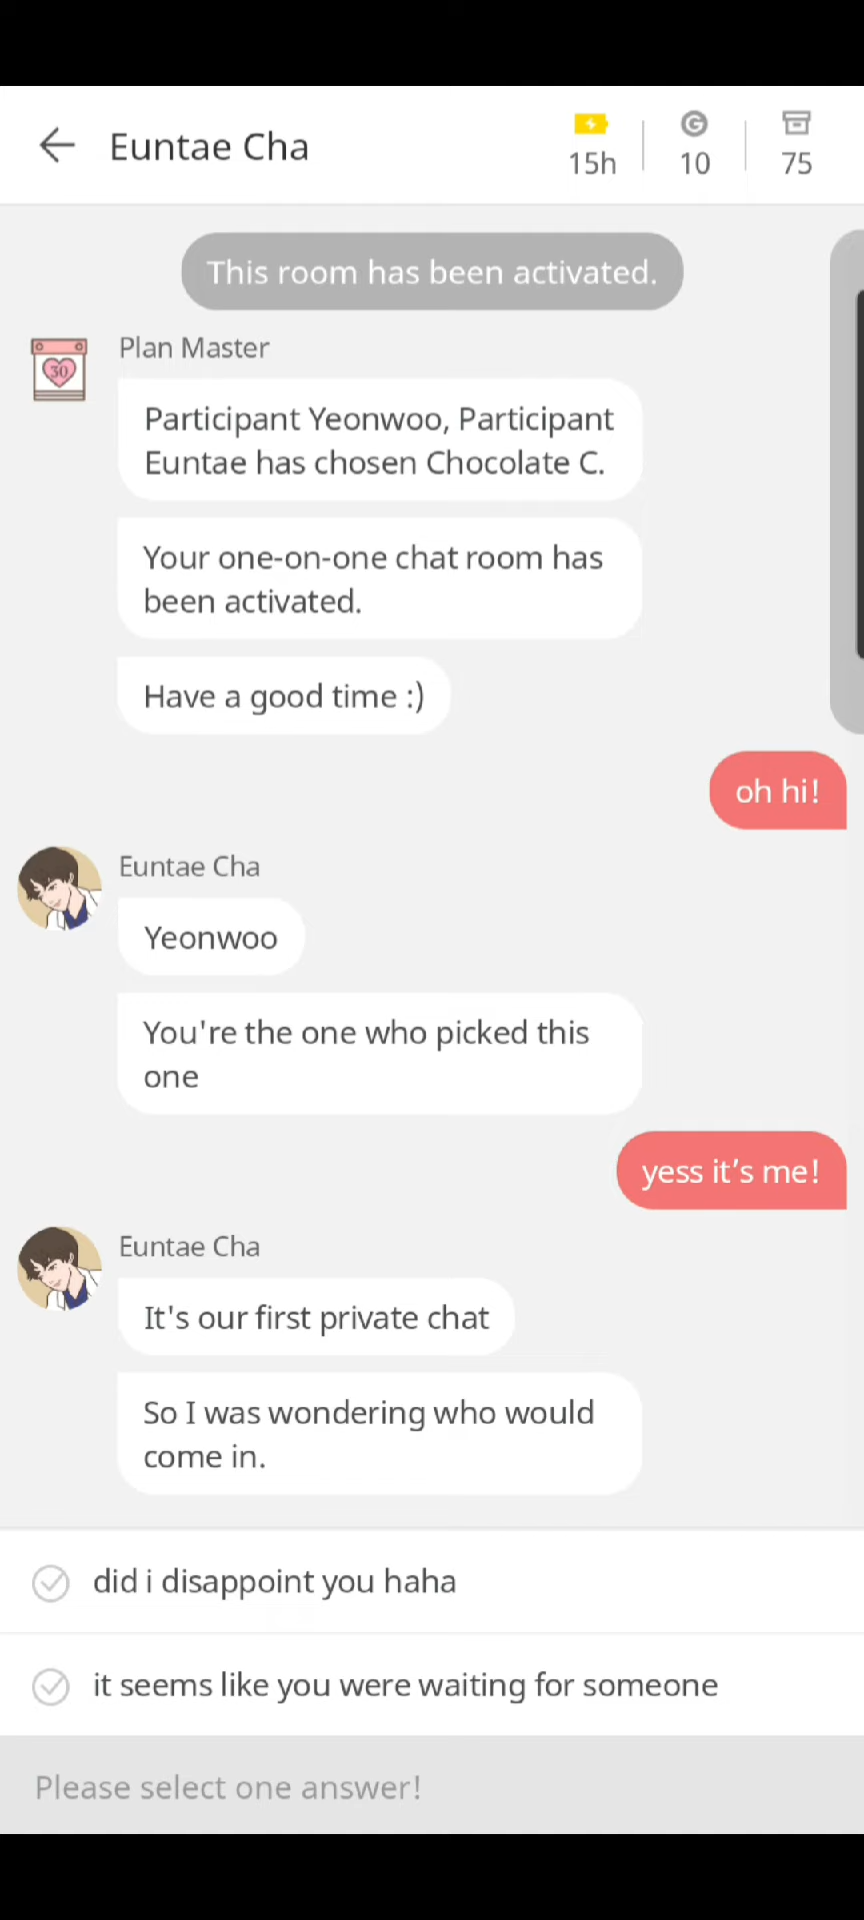 Euntae Cha
15h
G
10
75
This room has been activated.
Plan Master
30
Participant Yeonwoo, Participant
Euntae has chosen Chocolate C.
Your one-on-one chat room has
been activated.
Have a good time :)
oh hi!
Euntae Cha
Yeonwoo
You're the one who picked this
one
yess it’s me!
Euntae Cha
It's our first private chat
So I was wondering who would
come in.
did i disappoint you haha
it seems like you were waiting for someone
Please select one answer!